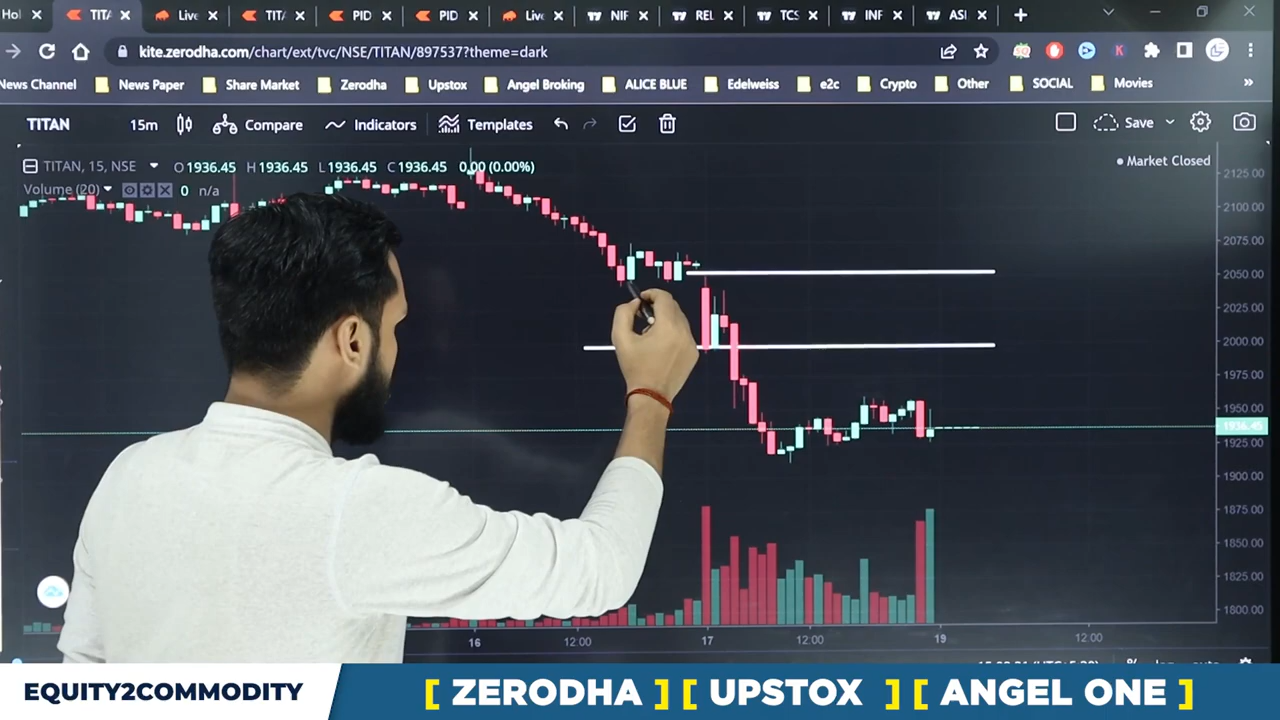 Hol × TITA × Live × TITA × PID × PID × Live × NIF × REL × TCS × INF × ASI × +
kite.zerodha.com/chart/ext/tvc/NSE/TITAN/897537?theme=dark
News Channel News Paper Share Market Zerodha Upstox Angel Broking ALICE BLUE Edelweiss e2c Crypto Other SOCIAL Movies »
TITAN 15m Compare Indicators Templates Save
TITAN, 15, NSE O1936.45 H1936.45 L1936.45 C1936.45 0.00 (0.00%) Market Closed
Volume (20) 0 n/a
2125.00
2100.00
2075.00
2050.00
2025.00
2000.00
1975.00
1950.00
1936.45
1925.00
1900.00
1875.00
1850.00
1825.00
1800.00
16 12:00 17 12:00 19 12:00
EQUITY2COMMODITY [ ZERODHA ] [ UPSTOX ] [ ANGEL ONE ]